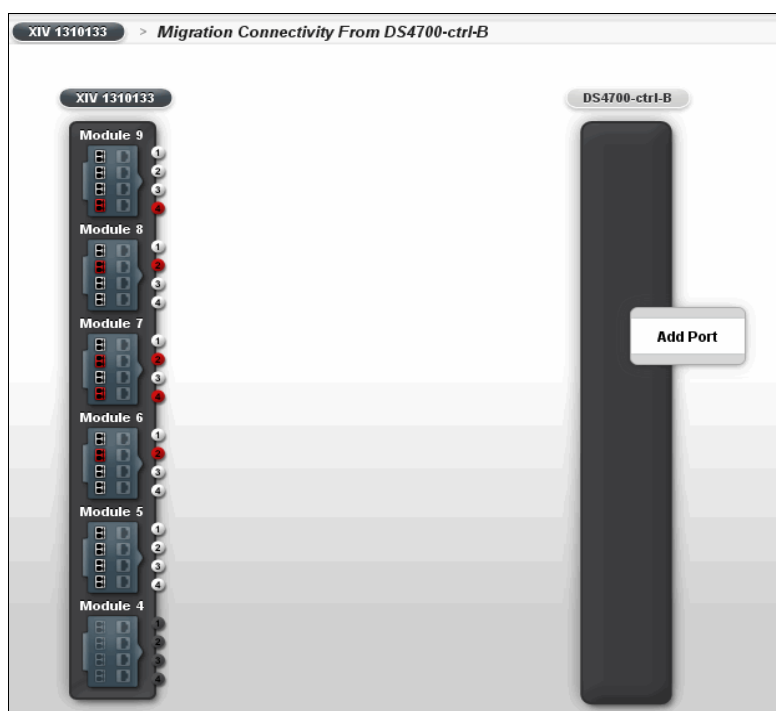 XIV 1310133 > Migration Connectivity From DS4700-ctrl-B
XIV 1310133
DS4700-ctrl-B
Module 9
1
2
3
4
Module 8
1
2
3
4
Module 7
1
2
3
4
Add Port
Module 6
1
2
3
4
Module 5
1
2
3
4
Module 4
1
2
3
4